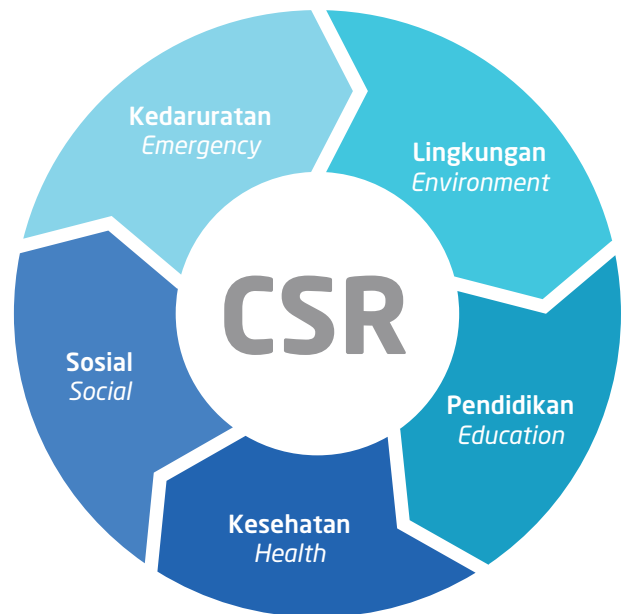 Kedaruratan
Emergency
Lingkungan
Environment
CSR
Sosial
Social
Pendidikan
Education
Kesehatan
Health